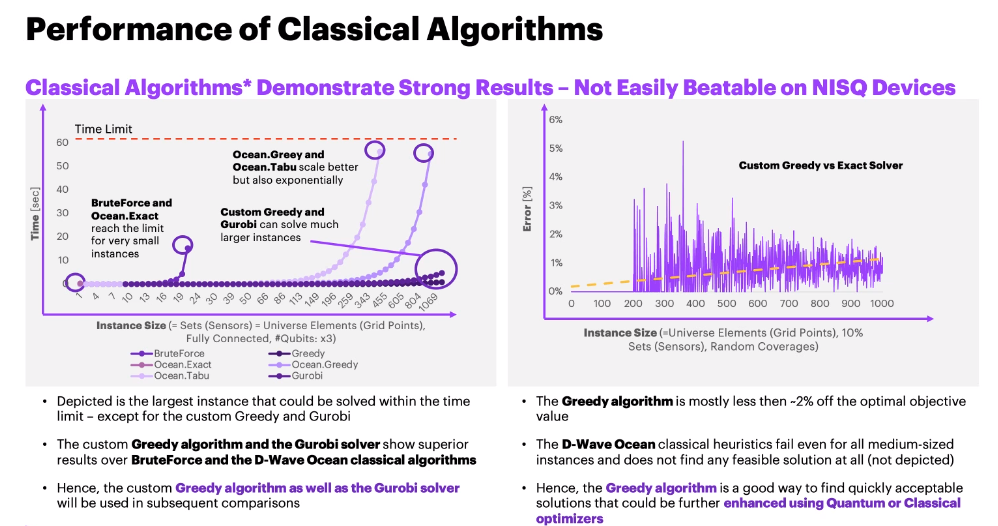 Performance of Classical Algorithms
Classical Algorithms* Demonstrate Strong Results – Not Easily Beatable on NISQ Devices
Time Limit
60
50
40
30
20
10
0
Time [sec]
BruteForce and
Ocean.Exact
reach the limit
for very small
instances
Ocean.Greey and
Ocean.Tabu scale better
but also exponentially
Custom Greedy and
Gurobi can solve much
larger instances
1 4 7 10 13 16 19 24 30 39 50 66 86 113 149 196 259 343 455 605 804 1069
Instance Size (= Sets (Sensors) = Universe Elements (Grid Points),
Fully Connected, #Qubits: x3)
BruteForce Greedy
Ocean.Exact Ocean.Greedy
Ocean.Tabu Gurobi
6%
5%
4%
3%
2%
1%
0%
Error [%]
Custom Greedy vs Exact Solver
0 100 200 300 400 500 600 700 800 900 1000
Instance Size (=Universe Elements (Grid Points), 10%
Sets (Sensors), Random Coverages)
• Depicted is the largest instance that could be solved within the time
limit – except for the custom Greedy and Gurobi
• The custom Greedy algorithm and the Gurobi solver show superior
results over BruteForce and the D-Wave Ocean classical algorithms
• Hence, the custom Greedy algorithm as well as the Gurobi solver
will be used in subsequent comparisons
• The Greedy algorithm is mostly less then ~2% off the optimal objective
value
• The D-Wave Ocean classical heuristics fail even for all medium-sized
instances and does not find any feasible solution at all (not depicted)
• Hence, the Greedy algorithm is a good way to find quickly acceptable
solutions that could be further enhanced using Quantum or Classical
optimizers